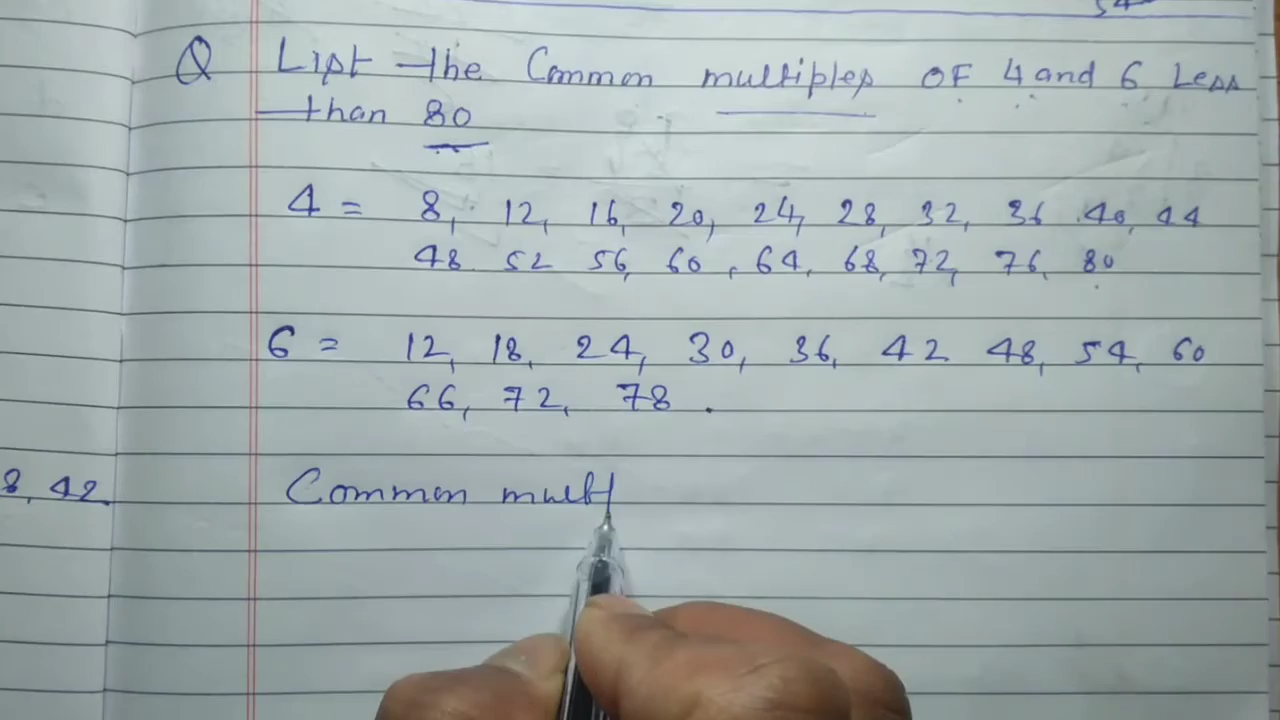 54
Q List the Common multiples OF 4 and 6 Less
than 80
4 = 8, 12, 16, 20, 24, 28, 32, 36 40, 44
48 52 56, 60, 64, 68, 72, 76, 80
6 = 12, 18, 24, 30, 36, 42 48, 54, 60
66, 72, 78.
8, 42
Common mult